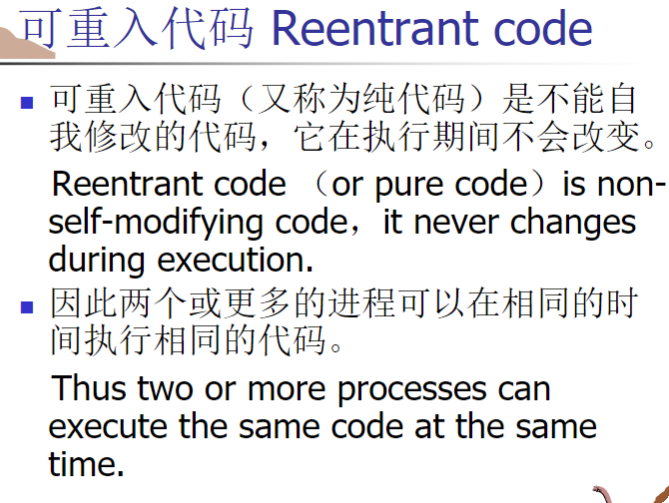 可重入代码 Reentrant code
可重入代码（又称为纯代码）是不能自
我修改的代码，它在执行期间不会改变。
Reentrant code （or pure code）is non-
self-modifying code，it never changes
during execution.
因此两个或更多的进程可以在相同的时
间执行相同的代码。
Thus two or more processes can
execute the same code at the same
time.